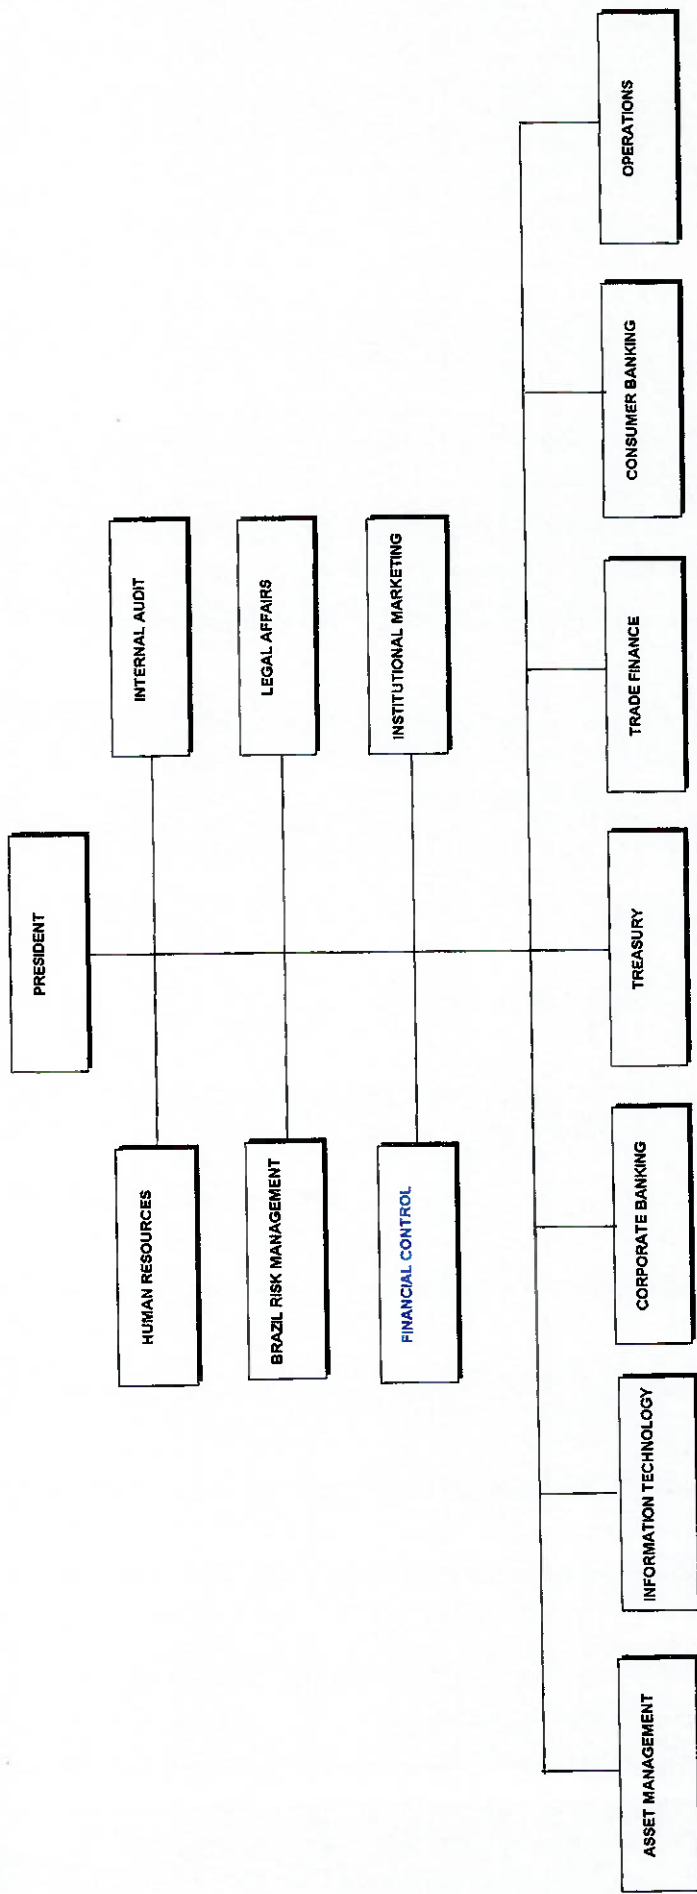 PRESIDENT
HUMAN RESOURCES
INTERNAL AUDIT
BRAZIL RISK MANAGEMENT
LEGAL AFFAIRS
FINANCIAL CONTROL
INSTITUTIONAL MARKETING
ASSET MANAGEMENT
INFORMATION TECHNOLOGY
CORPORATE BANKING
TREASURY
TRADE FINANCE
CONSUMER BANKING
OPERATIONS